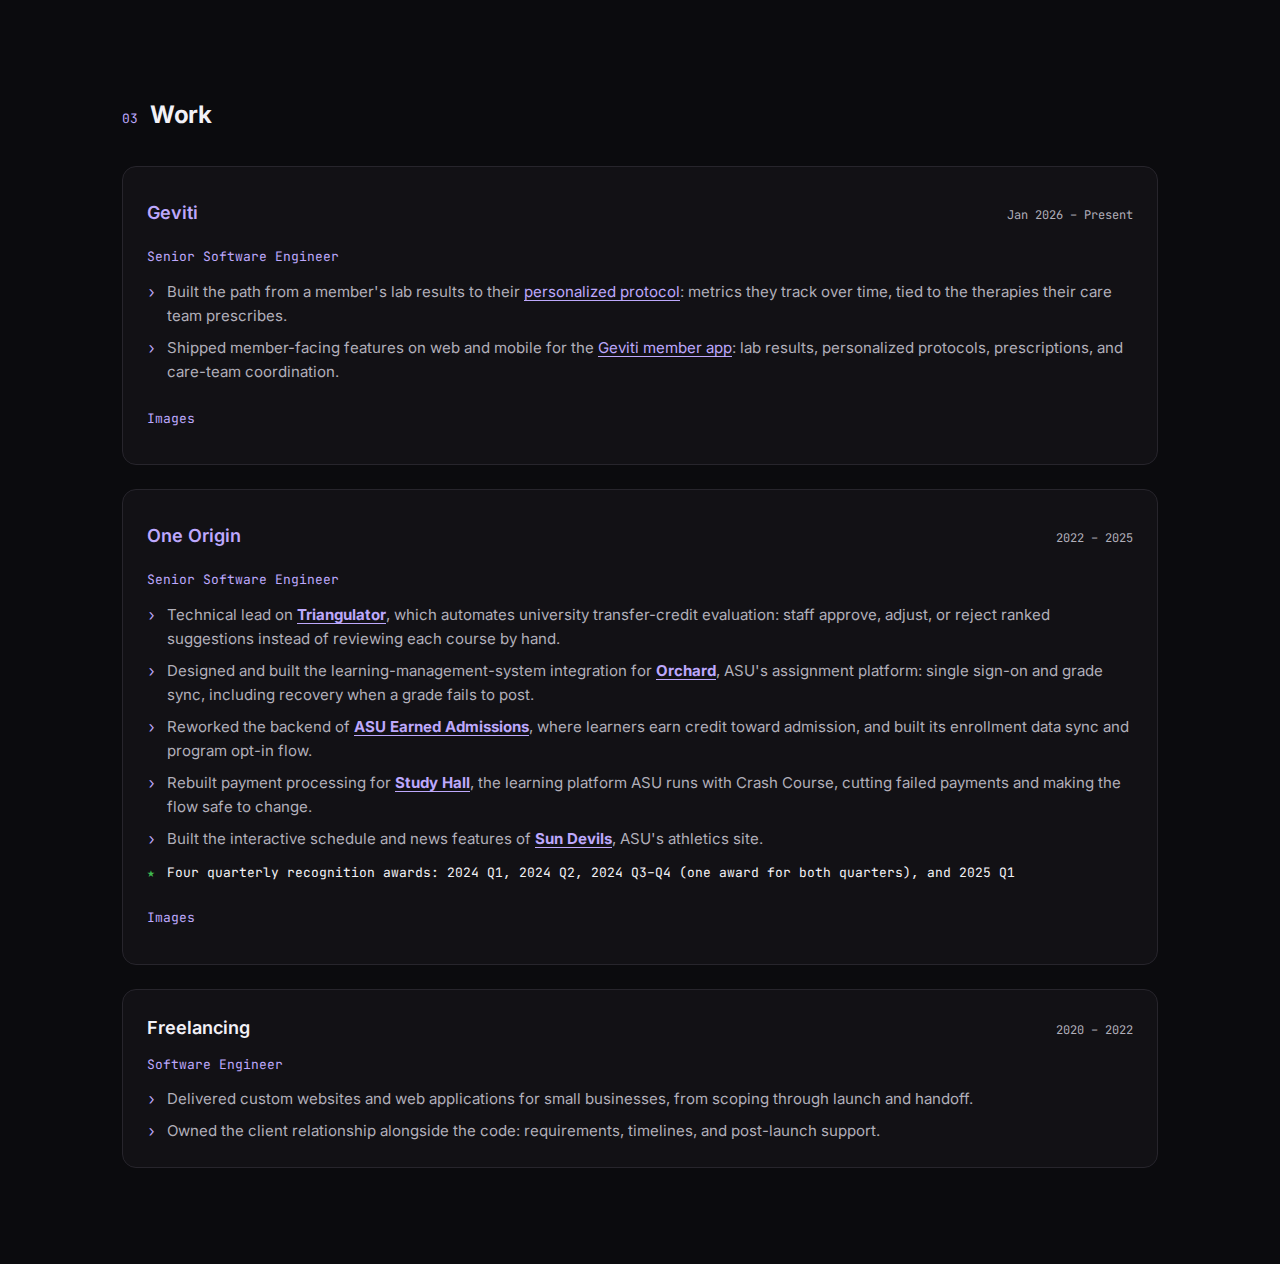 03 Work
Geviti
Jan 2026 – Present
Senior Software Engineer
› Built the path from a member's lab results to their personalized protocol: metrics they track over time, tied to the therapies their care
team prescribes.
› Shipped member-facing features on web and mobile for the Geviti member app: lab results, personalized protocols, prescriptions, and
care-team coordination.
Images
One Origin
2022 – 2025
Senior Software Engineer
› Technical lead on Triangulator, which automates university transfer-credit evaluation: staff approve, adjust, or reject ranked
suggestions instead of reviewing each course by hand.
› Designed and built the learning-management-system integration for Orchard, ASU's assignment platform: single sign-on and grade
sync, including recovery when a grade fails to post.
› Reworked the backend of ASU Earned Admissions, where learners earn credit toward admission, and built its enrollment data sync and
program opt-in flow.
› Rebuilt payment processing for Study Hall, the learning platform ASU runs with Crash Course, cutting failed payments and making the
flow safe to change.
› Built the interactive schedule and news features of Sun Devils, ASU's athletics site.
★ Four quarterly recognition awards: 2024 Q1, 2024 Q2, 2024 Q3–Q4 (one award for both quarters), and 2025 Q1
Images
Freelancing
2020 – 2022
Software Engineer
› Delivered custom websites and web applications for small businesses, from scoping through launch and handoff.
› Owned the client relationship alongside the code: requirements, timelines, and post-launch support.